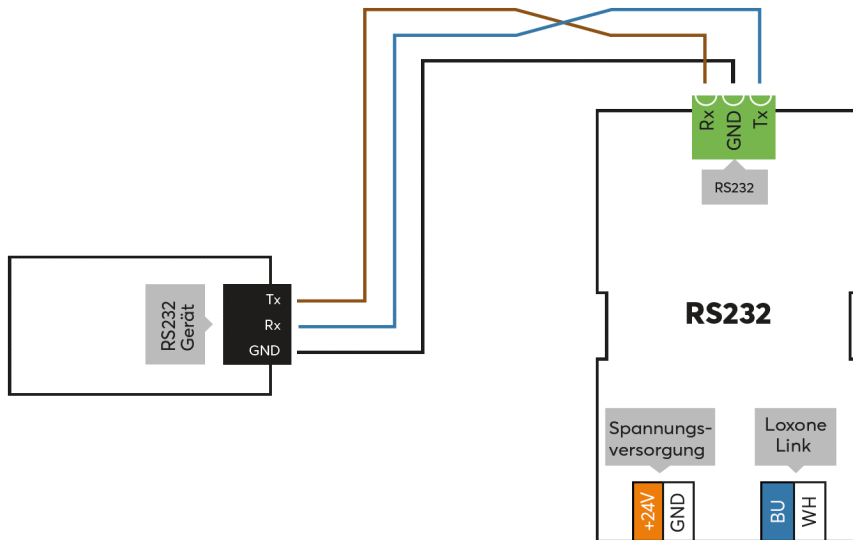 Rx
GND
Tx
RS232
RS232
Gerät
Tx
Rx
GND
RS232
Spannungs-
versorgung
Loxone
Link
+24V
GND
BU
WH